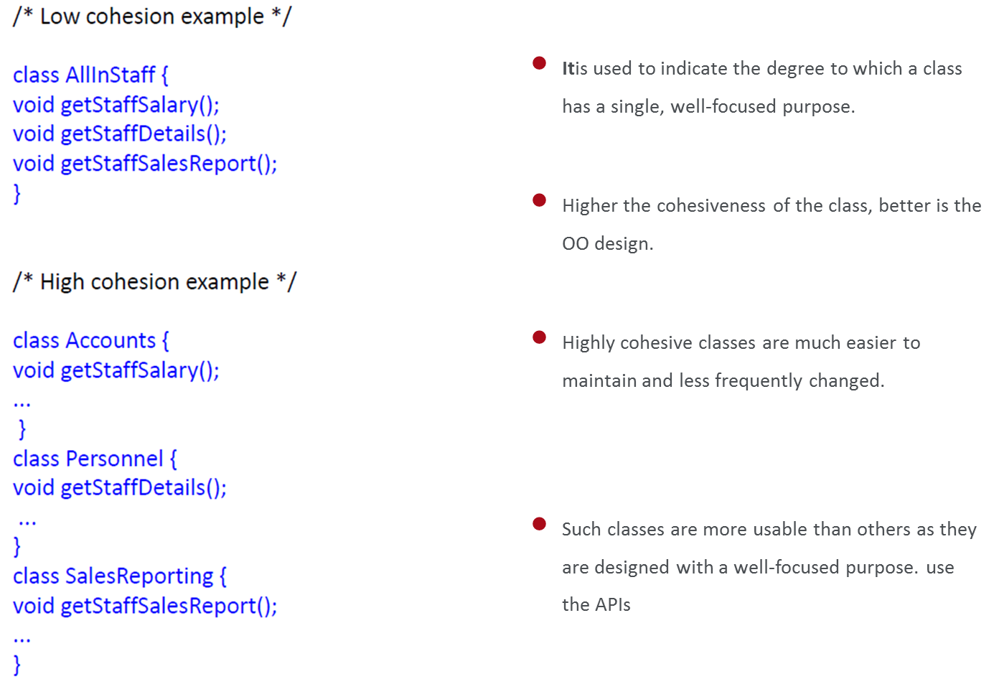 /* Low cohesion example */
class AllInStaff {
void getStaffSalary();
void getStaffDetails();
void getStaffSalesReport();
}
/* High cohesion example */
class Accounts {
void getStaffSalary();
...
}
class Personnel {
void getStaffDetails();
...
}
class SalesReporting {
void getStaffSalesReport();
...
}
Itis used to indicate the degree to which a class
has a single, well-focused purpose.
Higher the cohesiveness of the class, better is the
OO design.
Highly cohesive classes are much easier to
maintain and less frequently changed.
Such classes are more usable than others as they
are designed with a well-focused purpose. use
the APIs